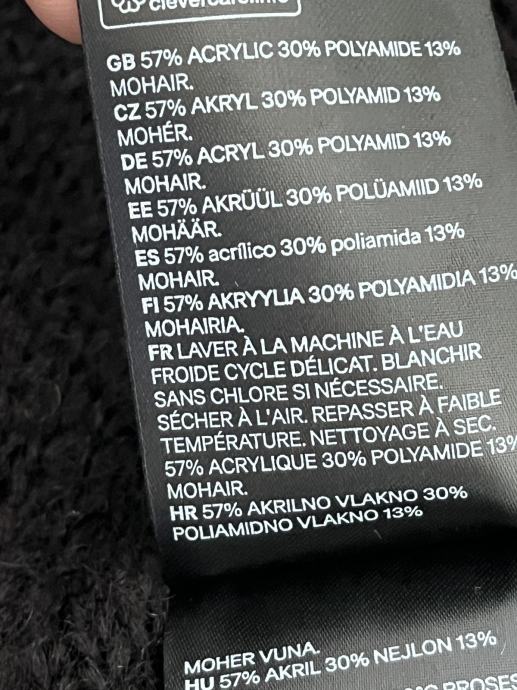 clevercare.info
GB 57% ACRYLIC 30% POLYAMIDE 13%
MOHAIR.
CZ 57% AKRYL 30% POLYAMID 13%
MOHÉR.
DE 57% ACRYL 30% POLYAMID 13%
MOHAIR.
EE 57% AKRÜÜL 30% POLÜAMIID 13%
MOHÄÄR.
ES 57% acrílico 30% poliamida 13%
MOHAIR.
FI 57% AKRYYLIA 30% POLYAMIDIA 13%
MOHAIRIA.
FR LAVER À LA MACHINE À L'EAU
FROIDE CYCLE DÉLICAT. BLANCHIR
SANS CHLORE SI NÉCESSAIRE.
SÉCHER À L'AIR. REPASSER À FAIBLE
TEMPÉRATURE. NETTOYAGE À SEC.
57% ACRYLIQUE 30% POLYAMIDE 13%
MOHAIR.
HR 57% AKRILNO VLAKNO 30%
POLIAMIDNO VLAKNO 13%
MOHER VUNA.
HU 57% AKRIL 30% NEJLON 13%